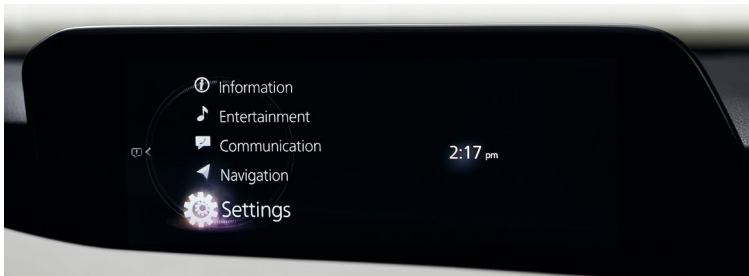 Information
Entertainment
Communication
Navigation
Settings
2:17 pm